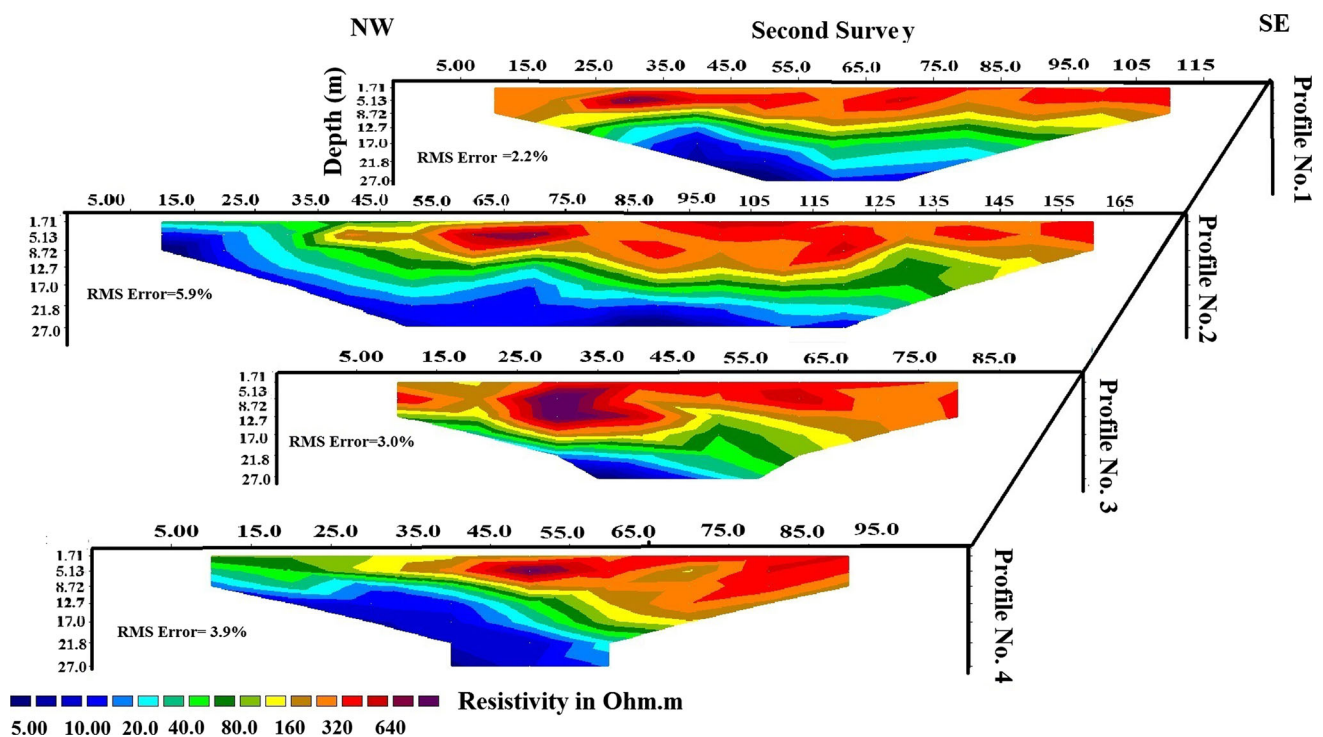 NW Second Survey SE
5.00 15.0 25.0 35.0 45.0 55.0 65.0 75.0 85.0 95.0 105 115
Depth (m)
1.71
5.13
8.72
12.7
17.0
21.8
27.0
RMS Error =2.2%
Profile No.1
5.00 15.0 25.0 35.0 45.0 55.0 65.0 75.0 85.0 95.0 105 115 125 135 145 155 165
1.71
5.13
8.72
12.7
17.0
21.8
27.0
RMS Error=5.9%
Profile No.2
5.00 15.0 25.0 35.0 45.0 55.0 65.0 75.0 85.0
1.71
5.13
8.72
12.7
17.0
21.8
27.0
RMS Error=3.0%
Profile No. 3
5.00 15.0 25.0 35.0 45.0 55.0 65.0 75.0 85.0 95.0
1.71
5.13
8.72
12.7
17.0
21.8
27.0
RMS Error= 3.9%
Profile No. 4
Resistivity in Ohm.m
5.00 10.00 20.0 40.0 80.0 160 320 640